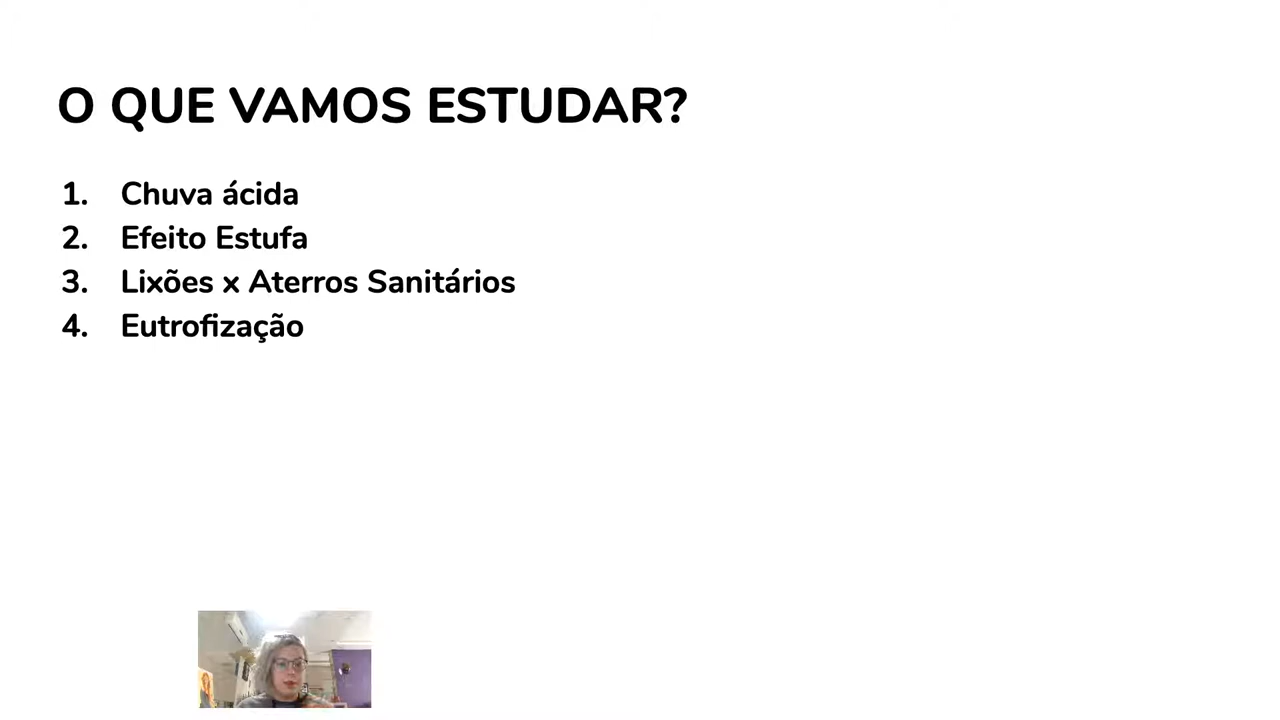 O QUE VAMOS ESTUDAR?
1. Chuva ácida
2. Efeito Estufa
3. Lixões x Aterros Sanitários
4. Eutrofização